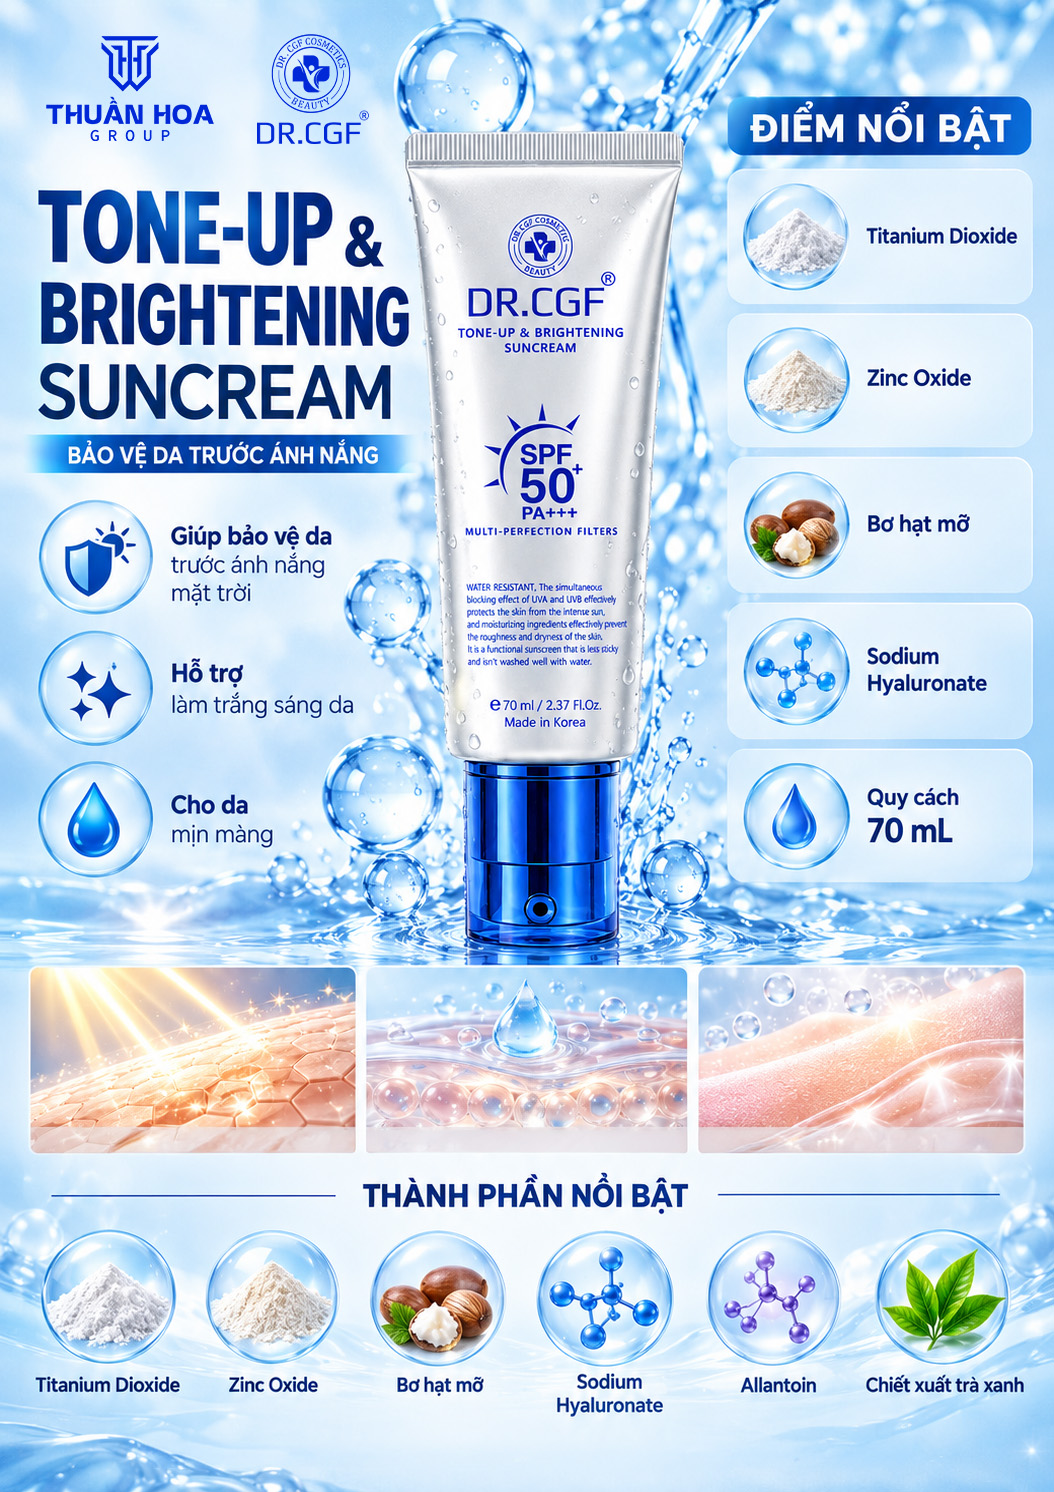 THUẦN HOA
GROUP
DR. CGF COSMETICS
BEAUTY
DR.CGF®
TONE-UP &
BRIGHTENING
SUNCREAM
BẢO VỆ DA TRƯỚC ÁNH NẮNG
Giúp bảo vệ da
trước ánh nắng
mặt trời
Hỗ trợ
làm trắng sáng da
Cho da
mịn màng
DR. CGF COSMETICS
BEAUTY
DR.CGF®
TONE-UP & BRIGHTENING
SUNCREAM
SPF
50+
PA+++
MULTI-PERFECTION FILTERS
WATER RESISTANT, The simultaneous
blocking effect of UVA and UVB effectively
protects the skin from the intense sun,
and moisturizing ingredients effectively prevent
the roughness and dryness of the skin.
It is a functional sunscreen that is less sticky
and isn't washed well with water.
℮ 70 ml / 2.37 Fl.Oz.
Made in Korea
ĐIỂM NỔI BẬT
Titanium Dioxide
Zinc Oxide
Bơ hạt mỡ
Sodium
Hyaluronate
Quy cách
70 mL
THÀNH PHẦN NỔI BẬT
Titanium Dioxide
Zinc Oxide
Bơ hạt mỡ
Sodium
Hyaluronate
Allantoin
Chiết xuất trà xanh